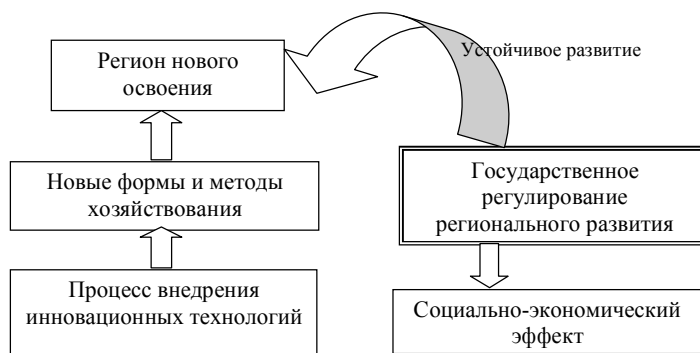 Регион нового
освоения
Устойчивое развитие
Новые формы и методы
хозяйствования
Государственное
регулирование
регионального развития
Процесс внедрения
инновационных технологий
Социально-экономический
эффект